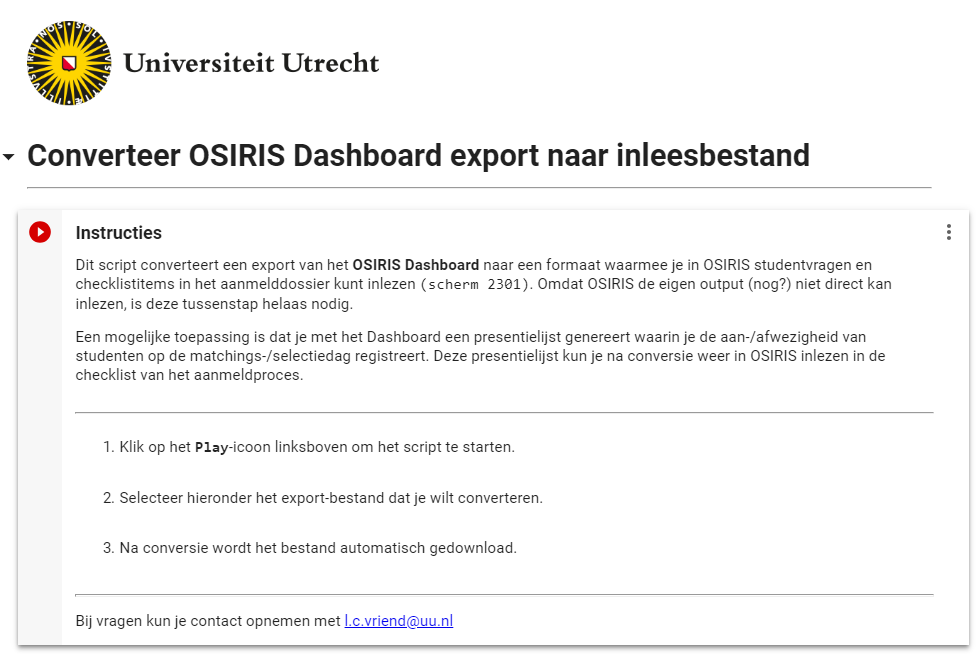 Universiteit Utrecht
Converteer OSIRIS Dashboard export naar inleesbestand
Instructies
Dit script converteert een export van het OSIRIS Dashboard naar een formaat waarmee je in OSIRIS studentvragen en
checklistitems in het aanmelddossier kunt inlezen (scherm 2301). Omdat OSIRIS de eigen output (nog?) niet direct kan
inlezen, is deze tussenstap helaas nodig.
Een mogelijke toepassing is dat je met het Dashboard een presentielijst genereert waarin je de aan-/afwezigheid van
studenten op de matchings-/selectiedag registreert. Deze presentielijst kun je na conversie weer in OSIRIS inlezen in de
checklist van het aanmeldproces.
1. Klik op het Play-icoon linksboven om het script te starten.
2. Selecteer hieronder het export-bestand dat je wilt converteren.
3. Na conversie wordt het bestand automatisch gedownload.
Bij vragen kun je contact opnemen met l.c.vriend@uu.nl